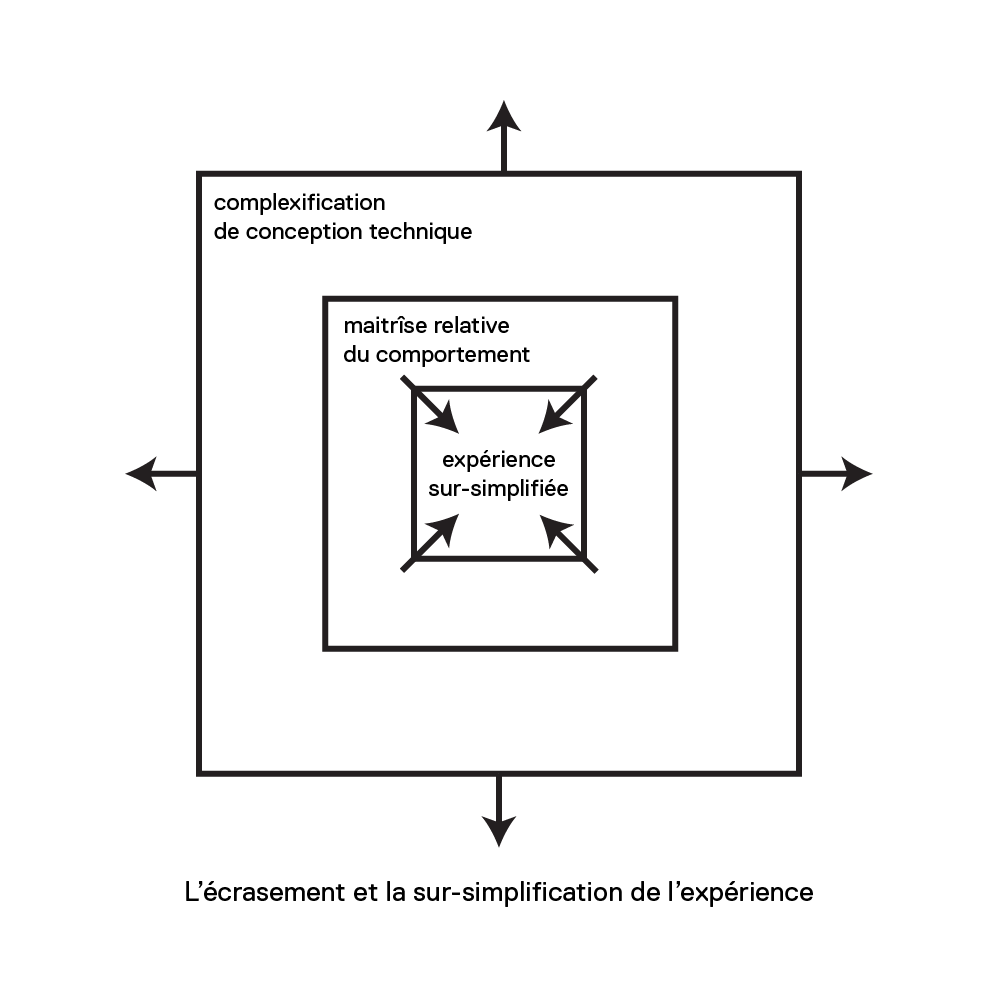 complexification
de conception technique
maitrîse relative
du comportement
expérience
sur-simplifiée
L’écrasement et la sur-simplification de l’expérience